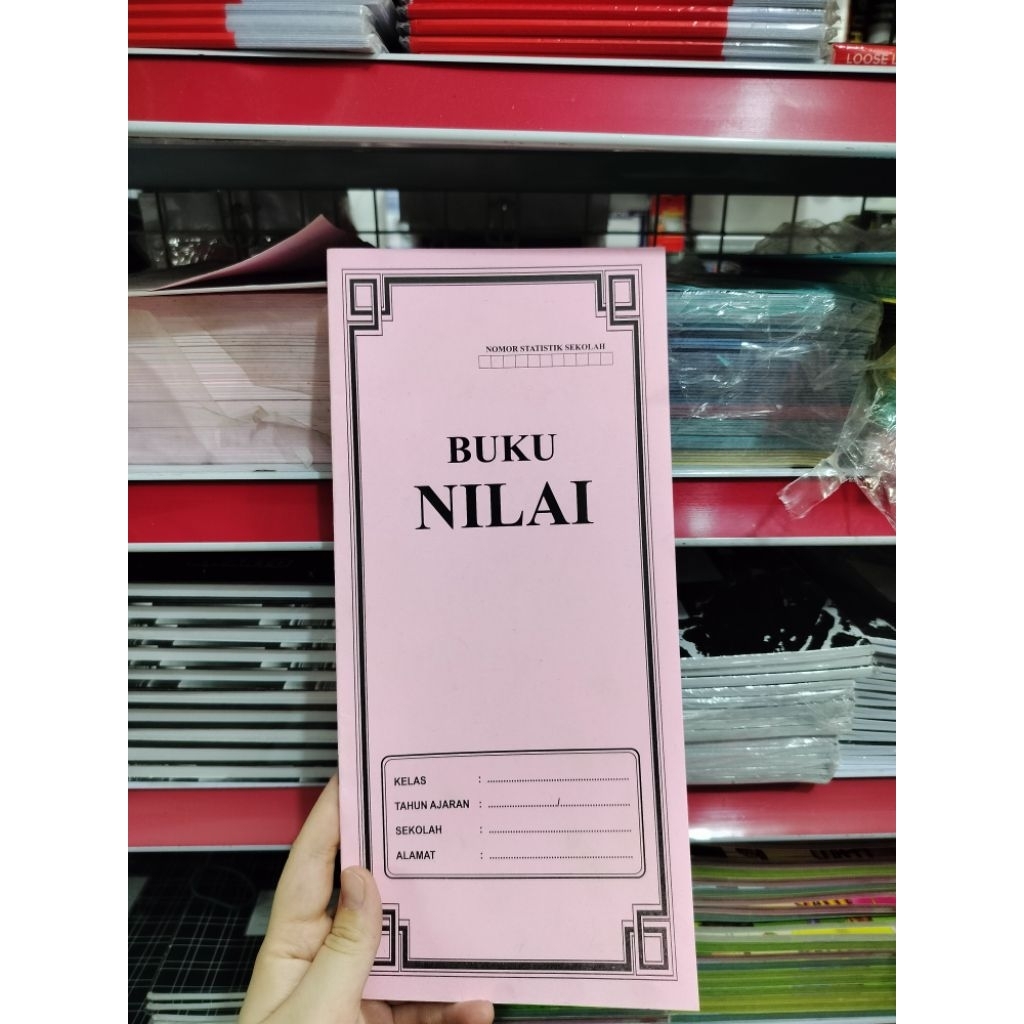 LOOSE L
NOMOR STATISTIK SEKOLAH
BUKU
NILAI
KELAS : ..................................................
TAHUN AJARAN : ........................./.........................
SEKOLAH : ..................................................
ALAMAT : ..................................................